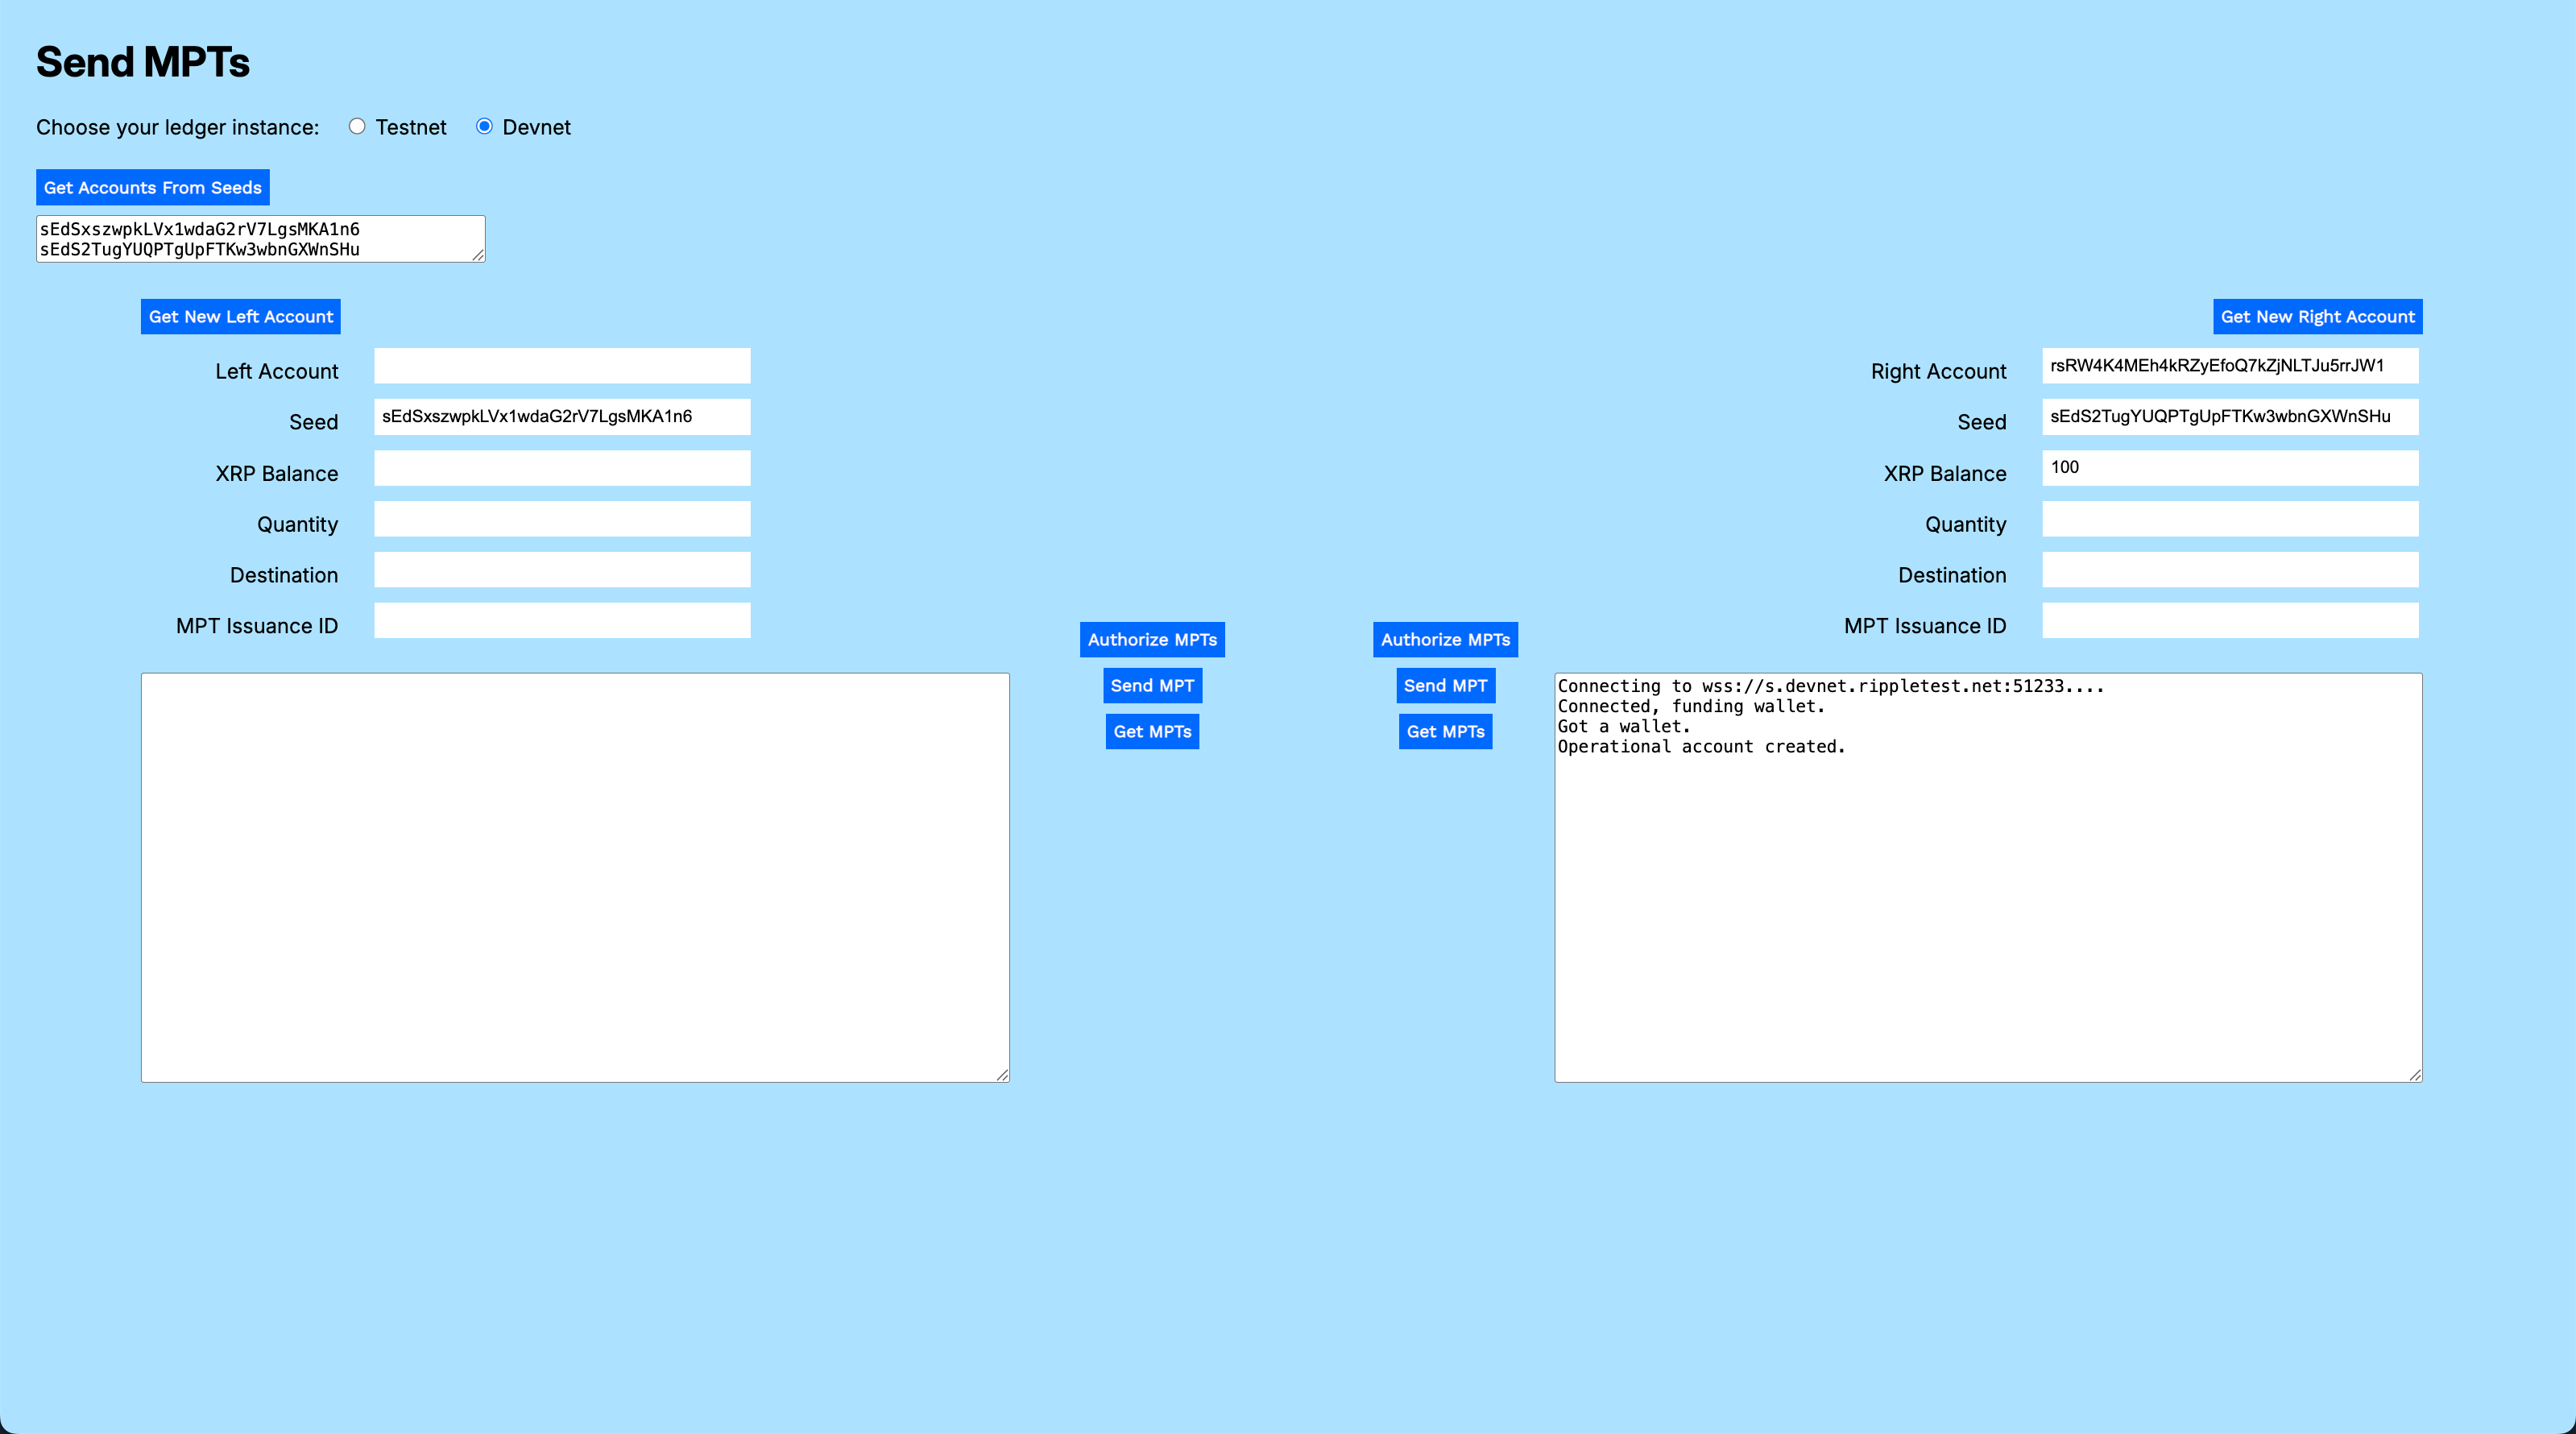 Send MPTs
Choose your ledger instance: Testnet Devnet
Get Accounts From Seeds
sEdSxszwpkLVx1wdaG2rV7LgsMKA1n6
sEdS2TugYUQPTgUpFTKw3wbnGXWnSHu
Get New Left Account
Left Account
Seed sEdSxszwpkLVx1wdaG2rV7LgsMKA1n6
XRP Balance
Quantity
Destination
MPT Issuance ID
Authorize MPTs
Send MPT
Get MPTs
Get New Right Account
Right Account rsRW4K4MEh4kRZyEfoQ7kZjNLTJu5rrJW1
Seed sEdS2TugYUQPTgUpFTKw3wbnGXWnSHu
XRP Balance 100
Quantity
Destination
MPT Issuance ID
Authorize MPTs
Send MPT
Get MPTs
Connecting to wss://s.devnet.rippletest.net:51233....
Connected, funding wallet.
Got a wallet.
Operational account created.